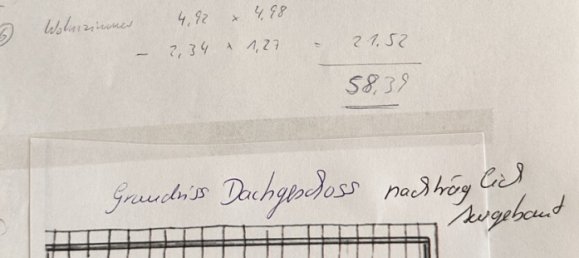 Wohnzimmer 4,92 × 4,98
- 2,34 × 1,27 = 21.52
58,39
Grundriss Dachgeschoss nachträglich
Ausgebaut